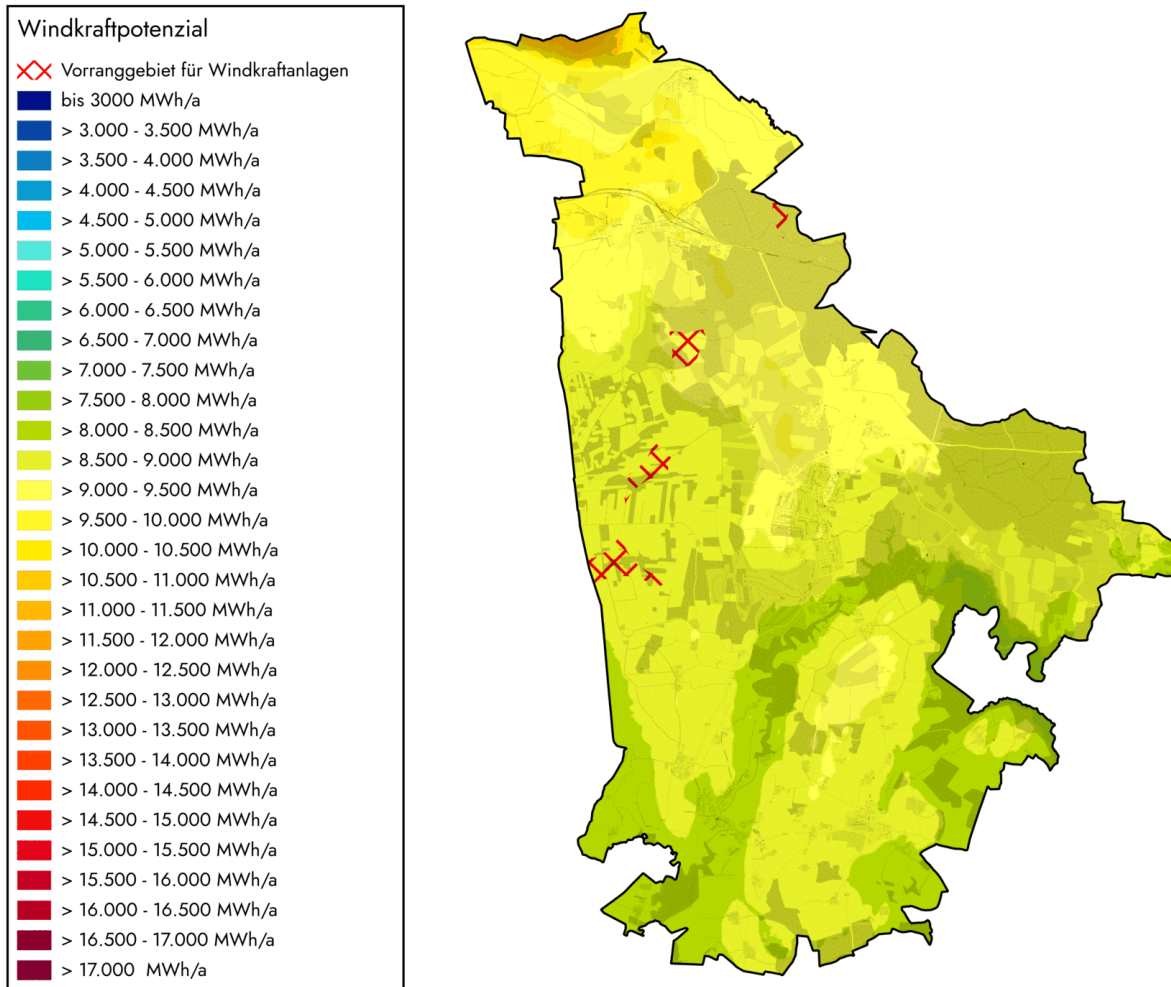 Windkraftpotenzial
Vorranggebiet für Windkraftanlagen
bis 3000 MWh/a
> 3.000 - 3.500 MWh/a
> 3.500 - 4.000 MWh/a
> 4.000 - 4.500 MWh/a
> 4.500 - 5.000 MWh/a
> 5.000 - 5.500 MWh/a
> 5.500 - 6.000 MWh/a
> 6.000 - 6.500 MWh/a
> 6.500 - 7.000 MWh/a
> 7.000 - 7.500 MWh/a
> 7.500 - 8.000 MWh/a
> 8.000 - 8.500 MWh/a
> 8.500 - 9.000 MWh/a
> 9.000 - 9.500 MWh/a
> 9.500 - 10.000 MWh/a
> 10.000 - 10.500 MWh/a
> 10.500 - 11.000 MWh/a
> 11.000 - 11.500 MWh/a
> 11.500 - 12.000 MWh/a
> 12.000 - 12.500 MWh/a
> 12.500 - 13.000 MWh/a
> 13.000 - 13.500 MWh/a
> 13.500 - 14.000 MWh/a
> 14.000 - 14.500 MWh/a
> 14.500 - 15.000 MWh/a
> 15.000 - 15.500 MWh/a
> 15.500 - 16.000 MWh/a
> 16.000 - 16.500 MWh/a
> 16.500 - 17.000 MWh/a
> 17.000 MWh/a